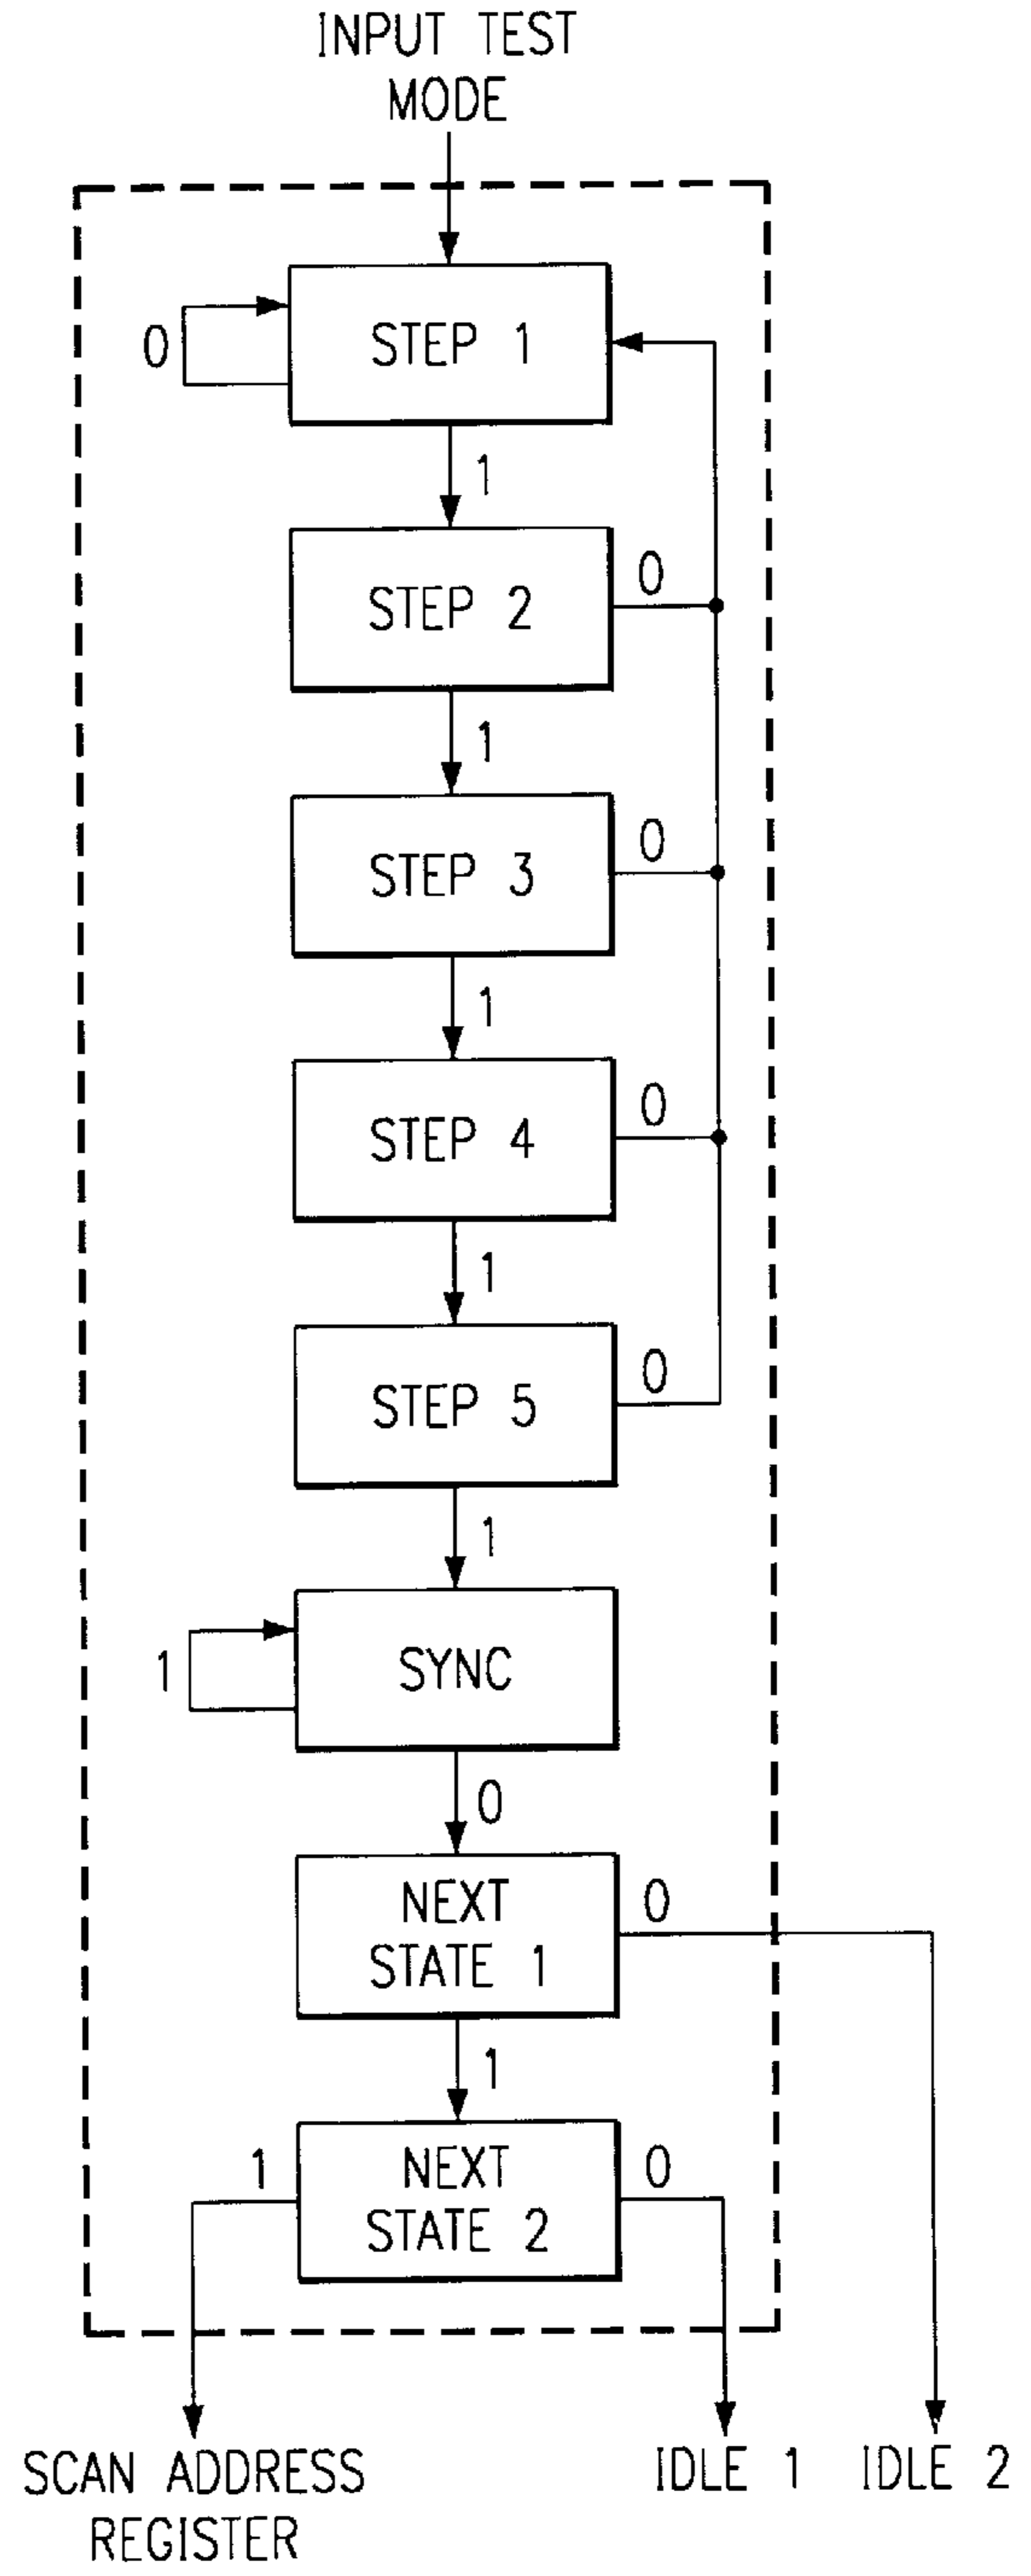 INPUT TEST
MODE
0
STEP 1
1
STEP 2
0
1
STEP 3
0
1
STEP 4
0
1
STEP 5
0
1
1
SYNC
0
NEXT
STATE 1
0
1
1
NEXT
STATE 2
0
SCAN ADDRESS
REGISTER
IDLE 1
IDLE 2